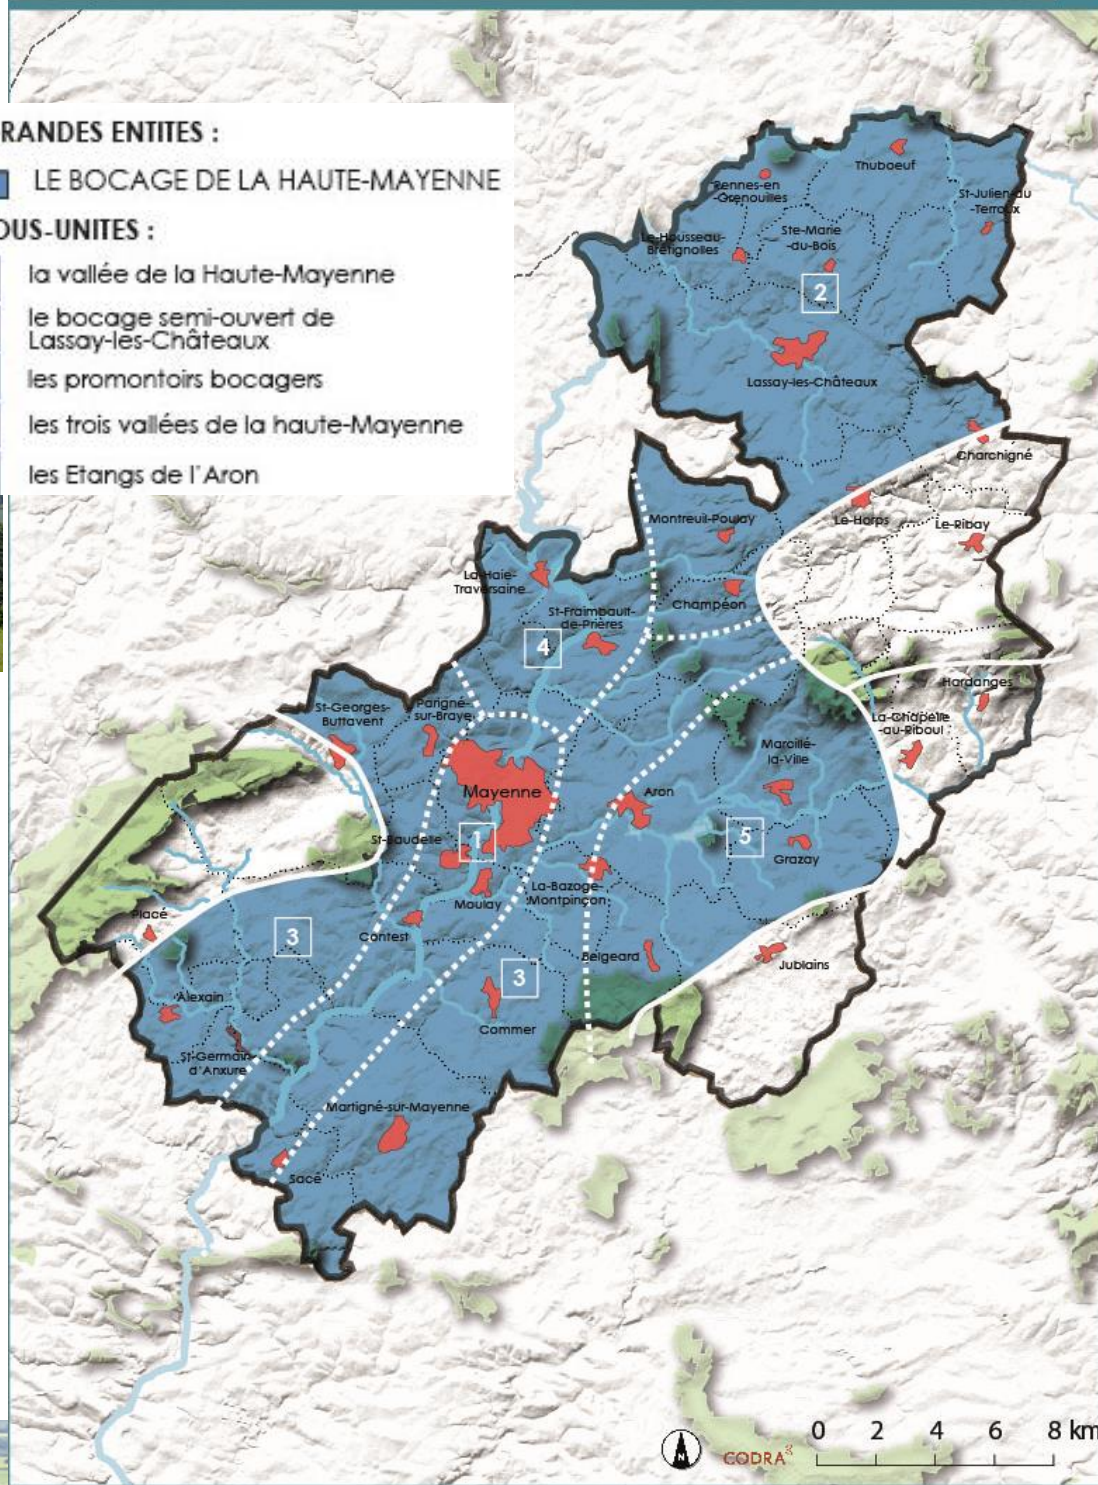 RANDES ENTITES :
LE BOCAGE DE LA HAUTE-MAYENNE
OUS-UNITES :
la vallée de la Haute-Mayenne
le bocage semi-ouvert de
Lassay-les-Châteaux
les promontoirs bocagers
les trois vallées de la haute-Mayenne
les Etangs de l'Aron
Thuboeuf
Rennes-en
-Grenouilles
St-Julien-du
-Terroux
Ste-Marie
-du-Bois
Le-Housseau-
Brétignolles
2
Lassay-les-Châteaux
Charchigné
Le-Horps
Le-Ribay
Montreuil-Poulay
La-Haie-
Traversaine
Champéon
St-Fraimbault-
de-Prières
4
Hardanges
St-Georges-
Buttavent
Parigné-
sur-Braye
La-Chapelle
-au-Riboul
Marcillé-
la-Ville
Mayenne
Aron
St-Baudelle
1
5
Grazay
La-Bazoge-
Montpinçon
Moulay
Placé
Contest
3
Belgeard
Jublains
3
Alexain
Commer
St-Germain
d'Anxure
Martigné-sur-Mayenne
Sacé
0 2 4 6 8 km
N
CODRA